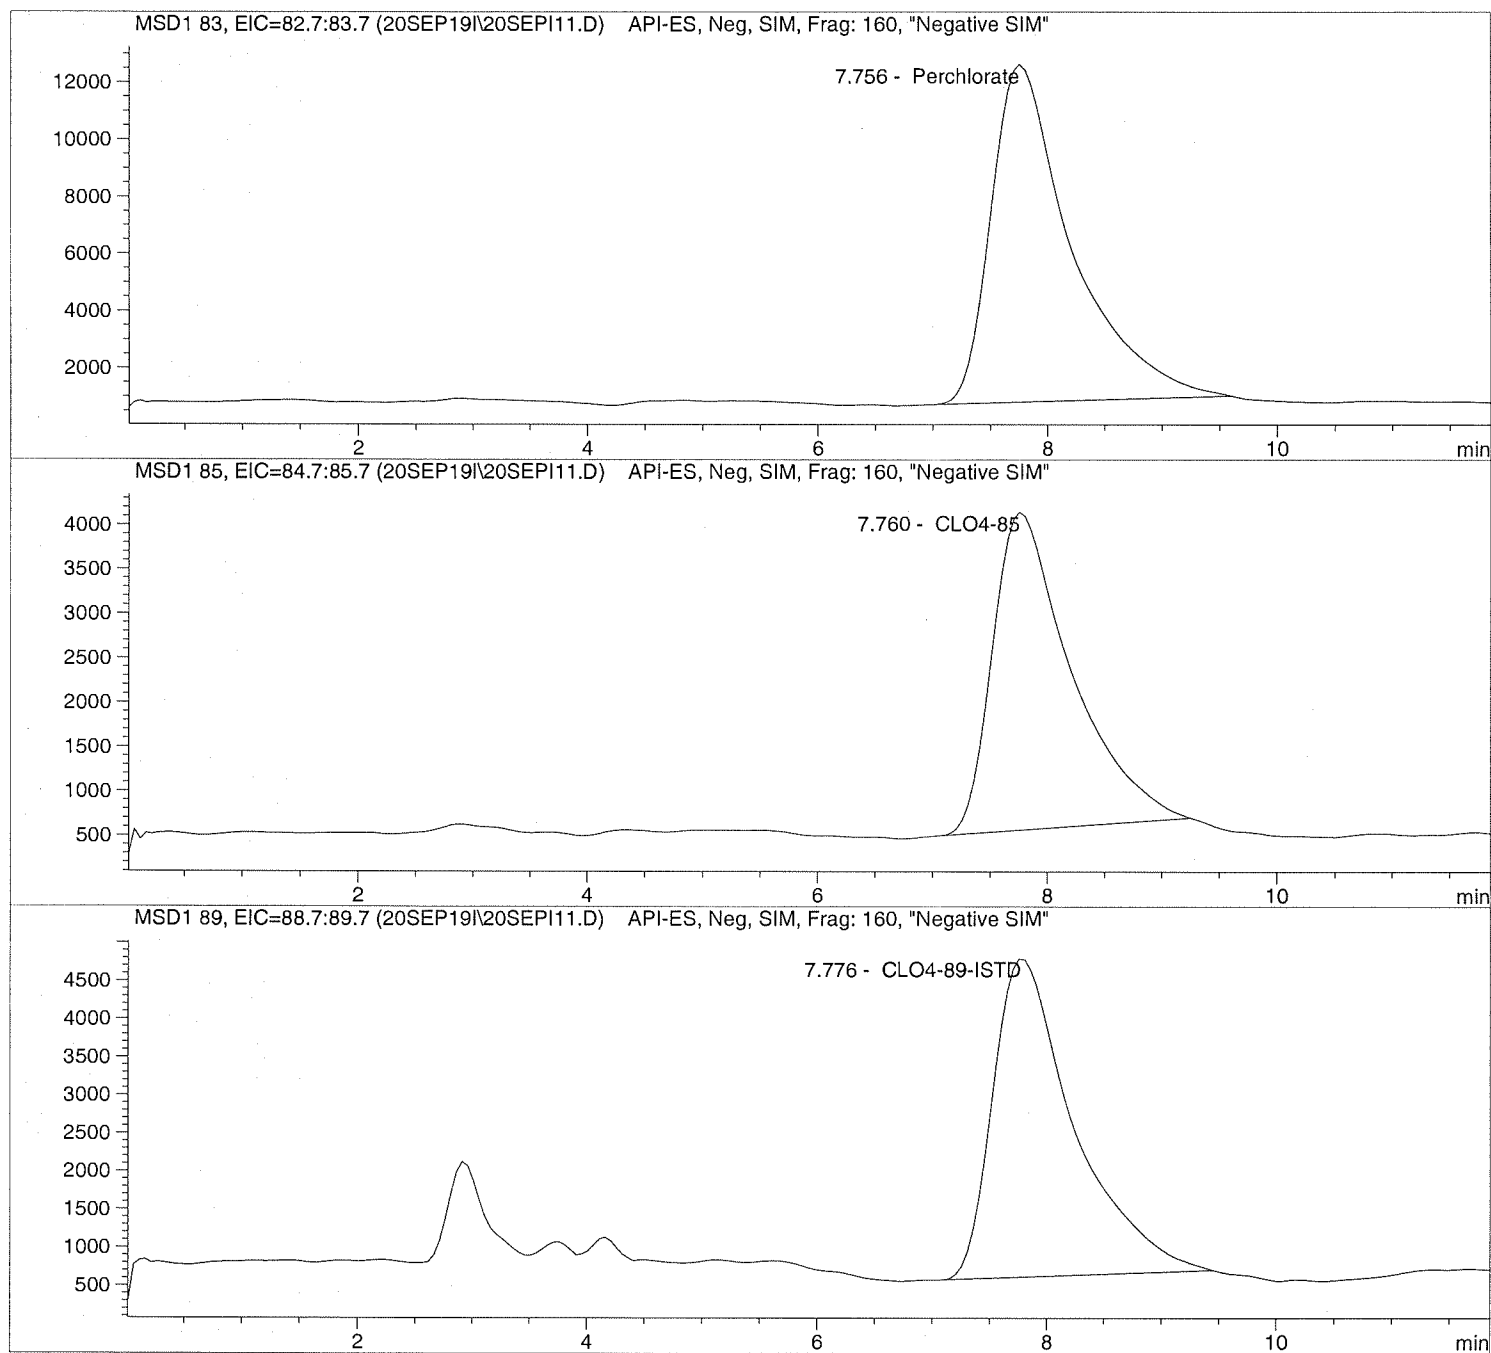 MSD1 83, EIC=82.7:83.7 (20SEP19I\20SEPI11.D) API-ES, Neg, SIM, Frag: 160, "Negative SIM"
7.756 - Perchlorate
12000
10000
8000
6000
4000
2000
2 4 6 8 10 min
MSD1 85, EIC=84.7:85.7 (20SEP19I\20SEPI11.D) API-ES, Neg, SIM, Frag: 160, "Negative SIM"
7.760 - CLO4-85
4000
3500
3000
2500
2000
1500
1000
500
2 4 6 8 10 min
MSD1 89, EIC=88.7:89.7 (20SEP19I\20SEPI11.D) API-ES, Neg, SIM, Frag: 160, "Negative SIM"
7.776 - CLO4-89-ISTD
4500
4000
3500
3000
2500
2000
1500
1000
500
2 4 6 8 10 min